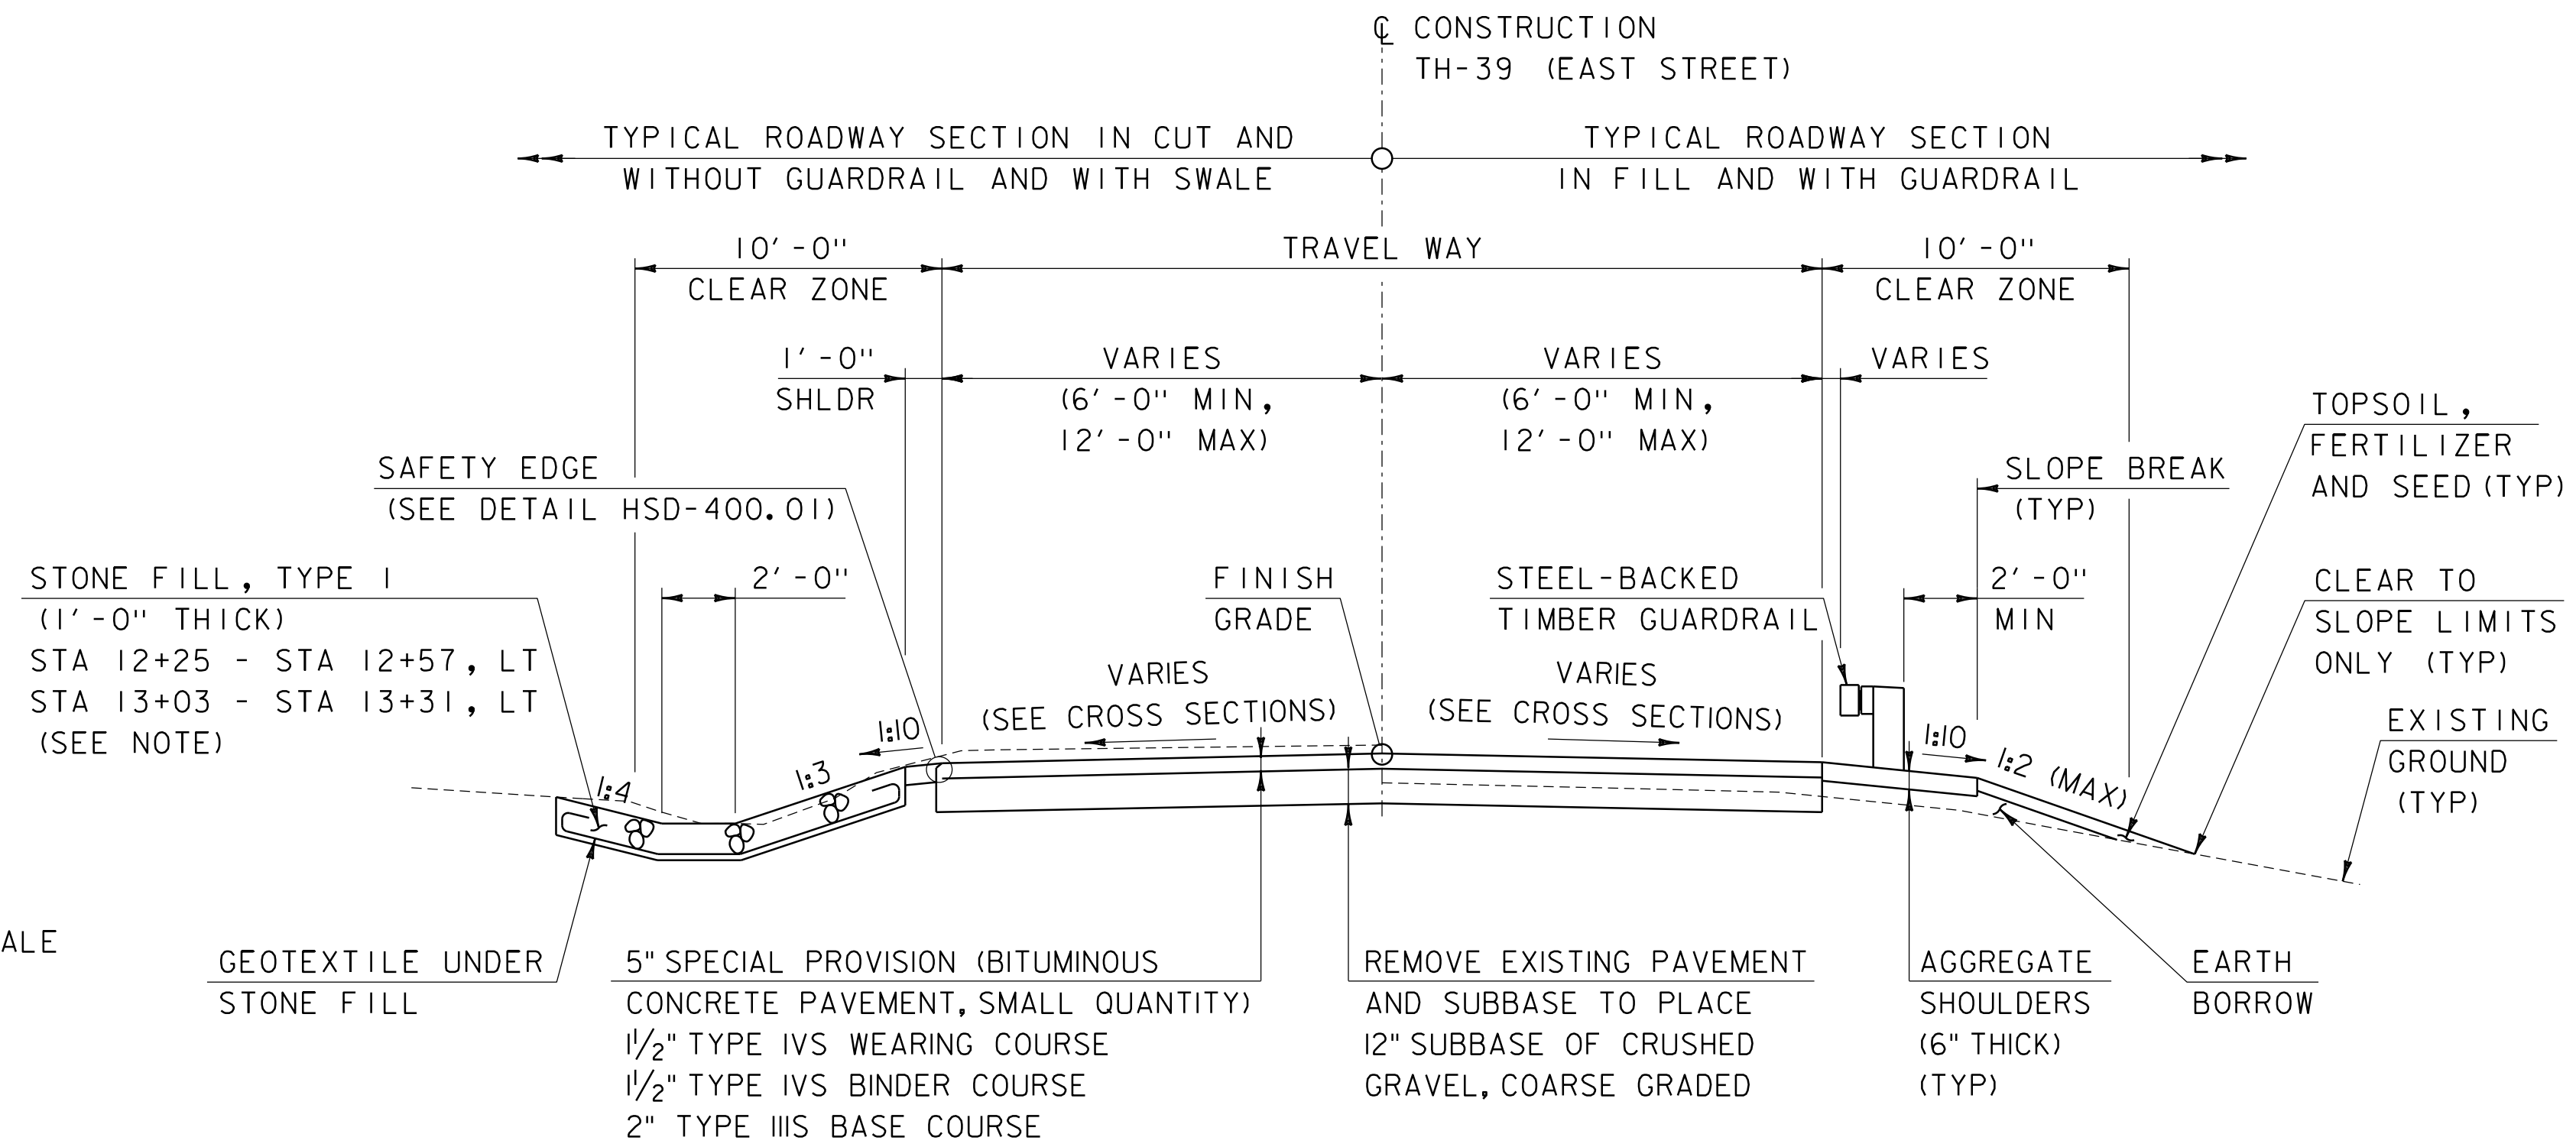 ℄ CONSTRUCTION
TH-39 (EAST STREET)
TYPICAL ROADWAY SECTION IN CUT AND
WITHOUT GUARDRAIL AND WITH SWALE
TYPICAL ROADWAY SECTION
IN FILL AND WITH GUARDRAIL
10'-0"
CLEAR ZONE
TRAVEL WAY
10'-0"
CLEAR ZONE
1'-0"
SHLDR
VARIES
(6'-0" MIN,
12'-0" MAX)
VARIES
(6'-0" MIN,
12'-0" MAX)
VARIES
TOPSOIL,
FERTILIZER
AND SEED (TYP)
SAFETY EDGE
(SEE DETAIL HSD-400.01)
SLOPE BREAK
(TYP)
STONE FILL, TYPE I
(1'-0" THICK)
STA 12+25 - STA 12+57, LT
STA 13+03 - STA 13+31, LT
(SEE NOTE)
2'-0"
FINISH
GRADE
STEEL-BACKED
TIMBER GUARDRAIL
2'-0"
MIN
CLEAR TO
SLOPE LIMITS
ONLY (TYP)
VARIES
(SEE CROSS SECTIONS)
VARIES
(SEE CROSS SECTIONS)
EXISTING
GROUND
(TYP)
1:4
1:3
1:10
1:10
1:2 (MAX)
ALE
GEOTEXTILE UNDER
STONE FILL
5" SPECIAL PROVISION (BITUMINOUS
CONCRETE PAVEMENT, SMALL QUANTITY)
1 1/2" TYPE IVS WEARING COURSE
1 1/2" TYPE IVS BINDER COURSE
2" TYPE IIIS BASE COURSE
REMOVE EXISTING PAVEMENT
AND SUBBASE TO PLACE
12" SUBBASE OF CRUSHED
GRAVEL, COARSE GRADED
AGGREGATE
SHOULDERS
(6" THICK)
(TYP)
EARTH
BORROW